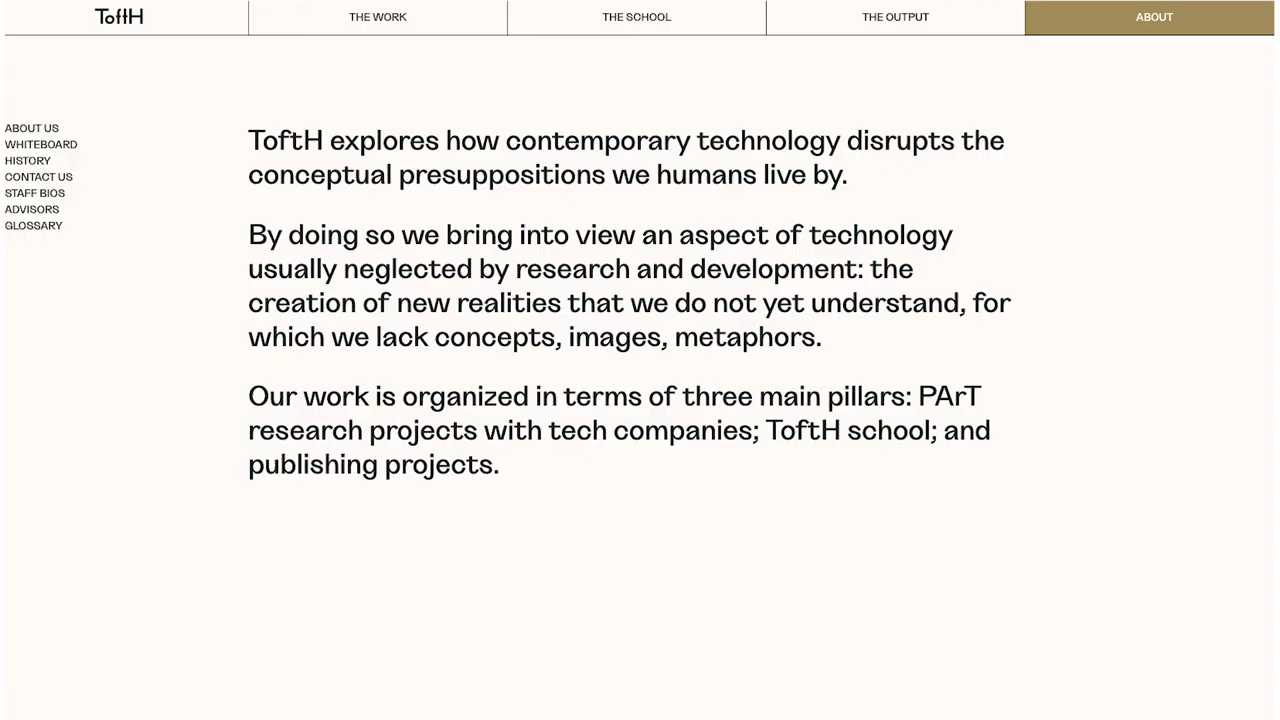 ToftH
THE WORK
THE SCHOOL
THE OUTPUT
ABOUT
ABOUT US
WHITEBOARD
HISTORY
CONTACT US
STAFF BIOS
ADVISORS
GLOSSARY
ToftH explores how contemporary technology disrupts the
conceptual presuppositions we humans live by.
By doing so we bring into view an aspect of technology
usually neglected by research and development: the
creation of new realities that we do not yet understand, for
which we lack concepts, images, metaphors.
Our work is organized in terms of three main pillars: PArT
research projects with tech companies; ToftH school; and
publishing projects.